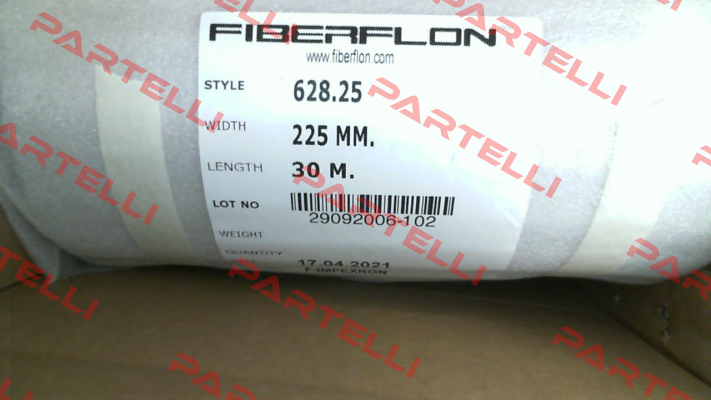 FIBERFLON
www.fiberflon.com
STYLE 628.25
WIDTH 225 MM.
LENGTH 30 M.
LOT NO
29092006-102
WEIGHT
QUANTITY
17.04.2021
F.IMPEXRON
PARTELLI
PARTELLI
PARTELLI
PARTELLI
PARTELLI
PARTELLI
PARTELLI